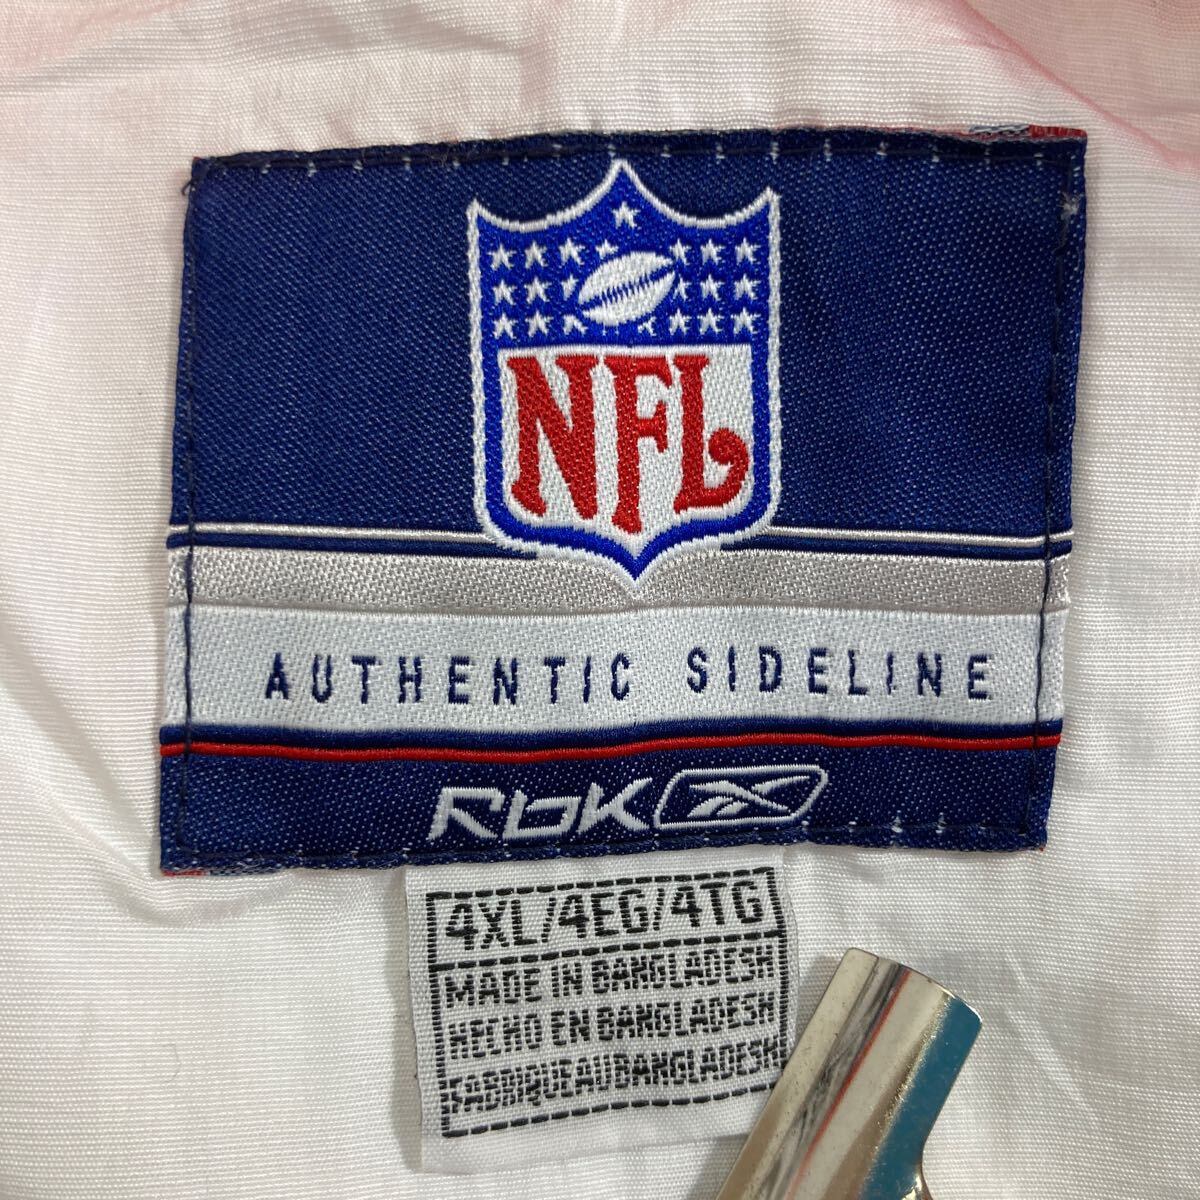 NFL
AUTHENTIC SIDELINE
RbK
4XL/4EG/4TG
MADE IN BANGLADESH
HECHO EN BANGLADESH
FABRIQUE AU BANGLADESH